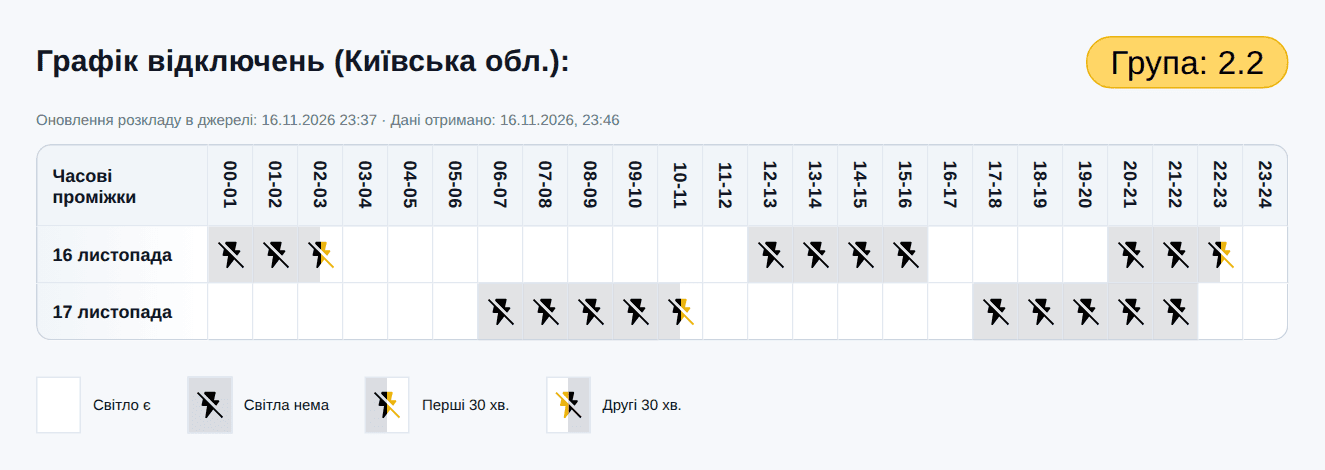 Графік відключень (Київська обл.):
Група: 2.2
Оновлення розкладу в джерелі: 16.11.2026 23:37 · Дані отримано: 16.11.2026, 23:46
Часові проміжки 00-01 01-02 02-03 03-04 04-05 05-06 06-07 07-08 08-09 09-10 10-11 11-12 12-13 13-14 14-15 15-16 16-17 17-18 18-19 19-20 20-21 21-22 22-23 23-24
16 листопада
17 листопада
Світло є Світла нема Перші 30 хв. Другі 30 хв.